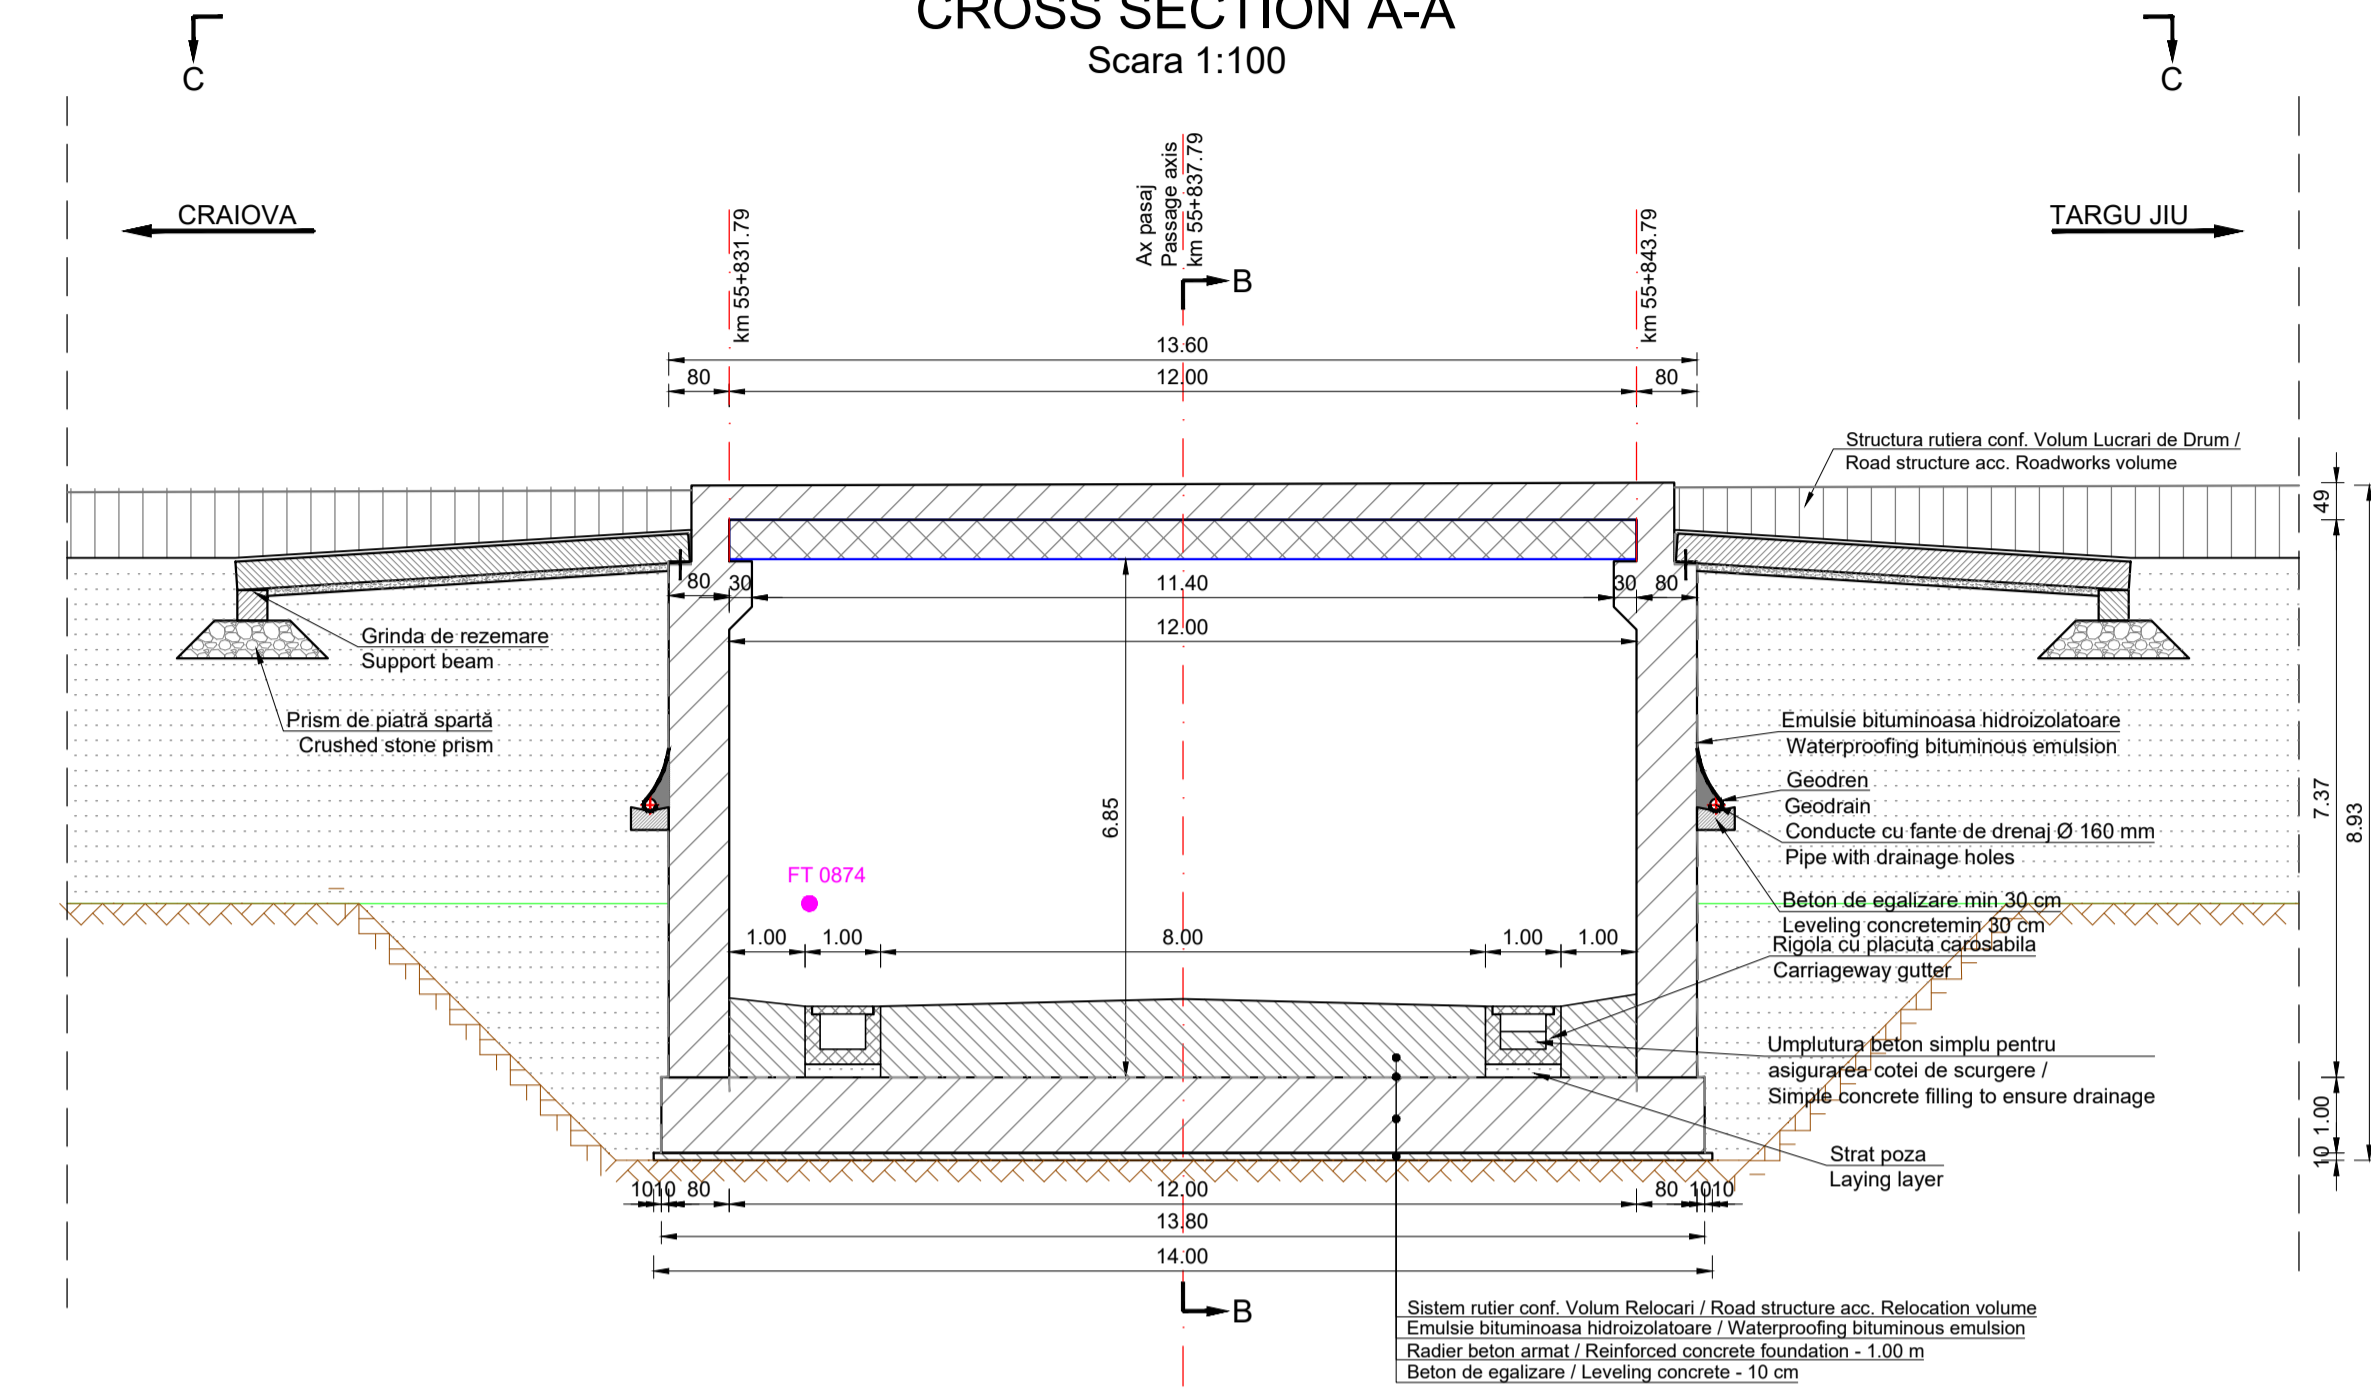 CROSS SECTION A-A
Scara 1:100
C
C
CRAIOVA
TARGU JIU
Ax pasaj
Passage axis
km 55+837.79
km 55+831.79
km 55+843.79
B
13.60
80
12.00
80
Structura rutiera conf. Volum Lucrari de Drum /
Road structure acc. Roadworks volume
49
80
30
11.40
30
80
12.00
Grinda de rezemare
Support beam
Prism de piatră spartă
Crushed stone prism
Emulsie bituminoasa hidroizolatoare
Waterproofing bituminous emulsion
Geodren
Geodrain
Conducte cu fante de drenaj Ø 160 mm
Pipe with drainage holes
6.85
7.37
8.93
FT 0874
Beton de egalizare min 30 cm
Leveling concretemin 30 cm
1.00
1.00
8.00
1.00
1.00
Rigola cu placuta carosabila
Carriageway gutter
Umplutura beton simplu pentru
asigurarea cotei de scurgere /
Simple concrete filling to ensure drainage
1.00
10
Strat poza
Laying layer
10
10
80
12.00
80
10
10
13.80
14.00
B
Sistem rutier conf. Volum Relocari / Road structure acc. Relocation volume
Emulsie bituminoasa hidroizolatoare / Waterproofing bituminous emulsion
Radier beton armat / Reinforced concrete foundation - 1.00 m
Beton de egalizare / Leveling concrete - 10 cm